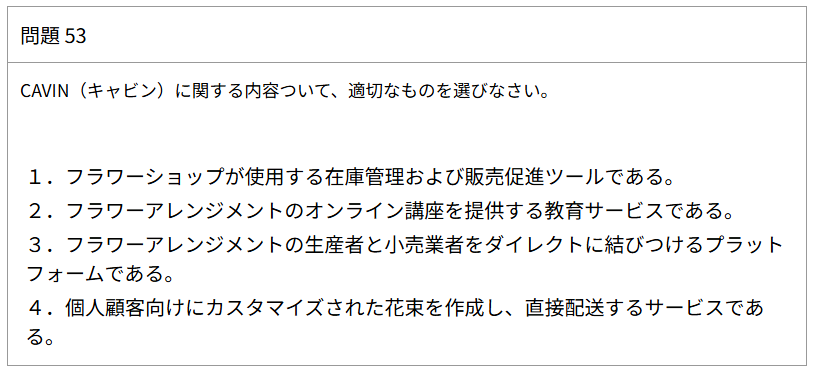 問題 53
CAVIN（キャビン）に関する内容ついて、適切なものを選びなさい。
１．フラワーショップが使用する在庫管理および販売促進ツールである。
２．フラワーアレンジメントのオンライン講座を提供する教育サービスである。
３．フラワーアレンジメントの生産者と小売業者をダイレクトに結びつけるプラット
フォームである。
４．個人顧客向けにカスタマイズされた花束を作成し、直接配送するサービスであ
る。